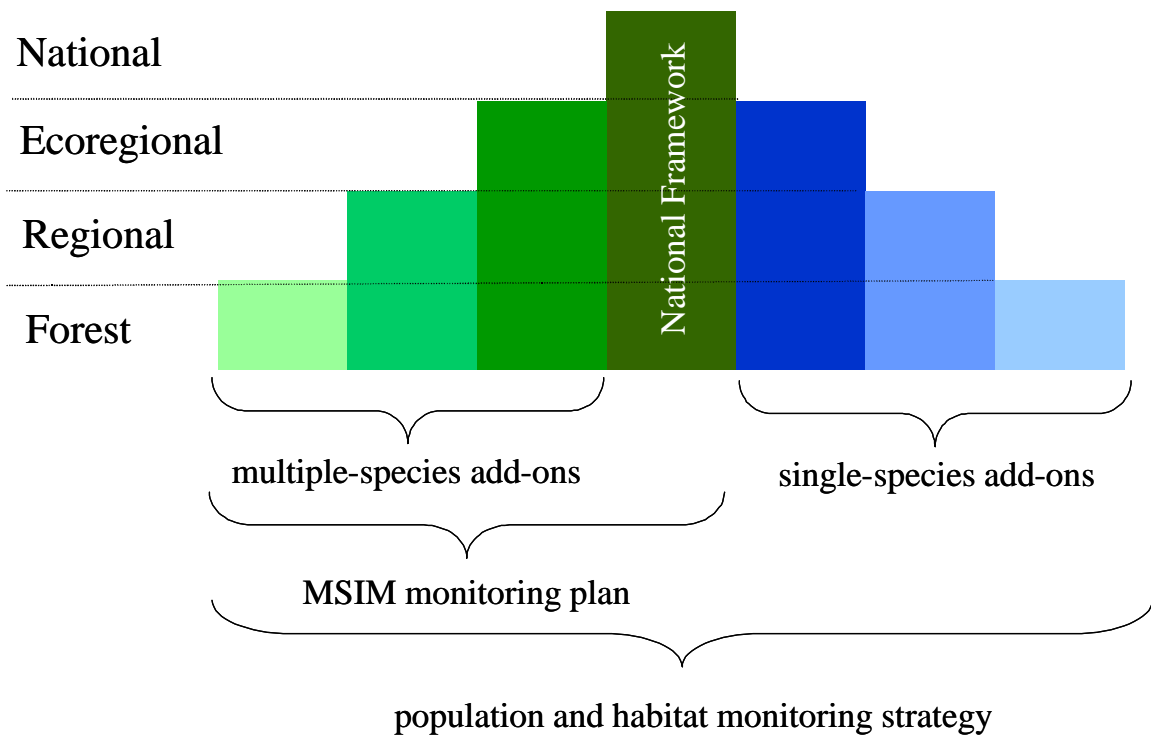 National
Ecoregional
Regional
Forest
National Framework
multiple-species add-ons
single-species add-ons
MSIM monitoring plan
population and habitat monitoring strategy